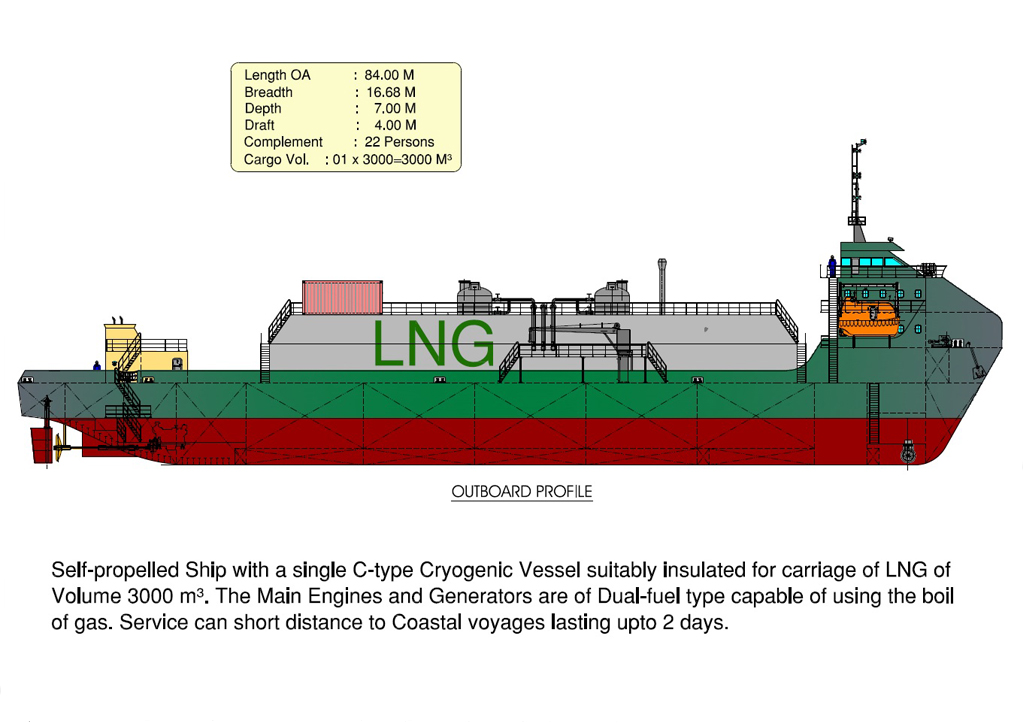 Length OA : 84.00 M
Breadth : 16.68 M
Depth : 7.00 M
Draft : 4.00 M
Complement : 22 Persons
Cargo Vol. : 01 x 3000=3000 M³
LNG
OUTBOARD PROFILE
Self-propelled Ship with a single C-type Cryogenic Vessel suitably insulated for carriage of LNG of
Volume 3000 m³. The Main Engines and Generators are of Dual-fuel type capable of using the boil
of gas. Service can short distance to Coastal voyages lasting upto 2 days.